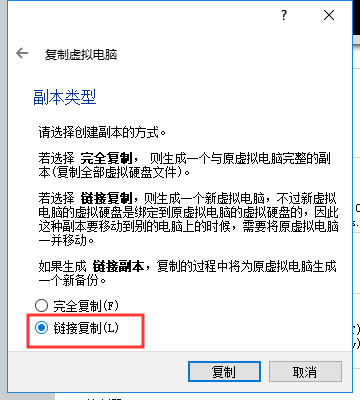 ?
复制虚拟电脑
副本类型
请选择创建副本的方式。
若选择 完全复制, 则生成一个与原虚拟电脑完整的副
本(复制全部虚拟硬盘文件)。
若选择 链接复制,则生成一个新虚拟电脑,不过新虚
拟电脑的虚拟硬盘是绑定到原虚拟电脑的虚拟硬盘的,因此
这种副本要移动到别的电脑上的时候,需要将原虚拟电脑
一并移动。
如果生成 链接副本,复制的过程中将为原虚拟电脑生成
一个新备份。
完全复制(F)
链接复制(L)
复制
取消